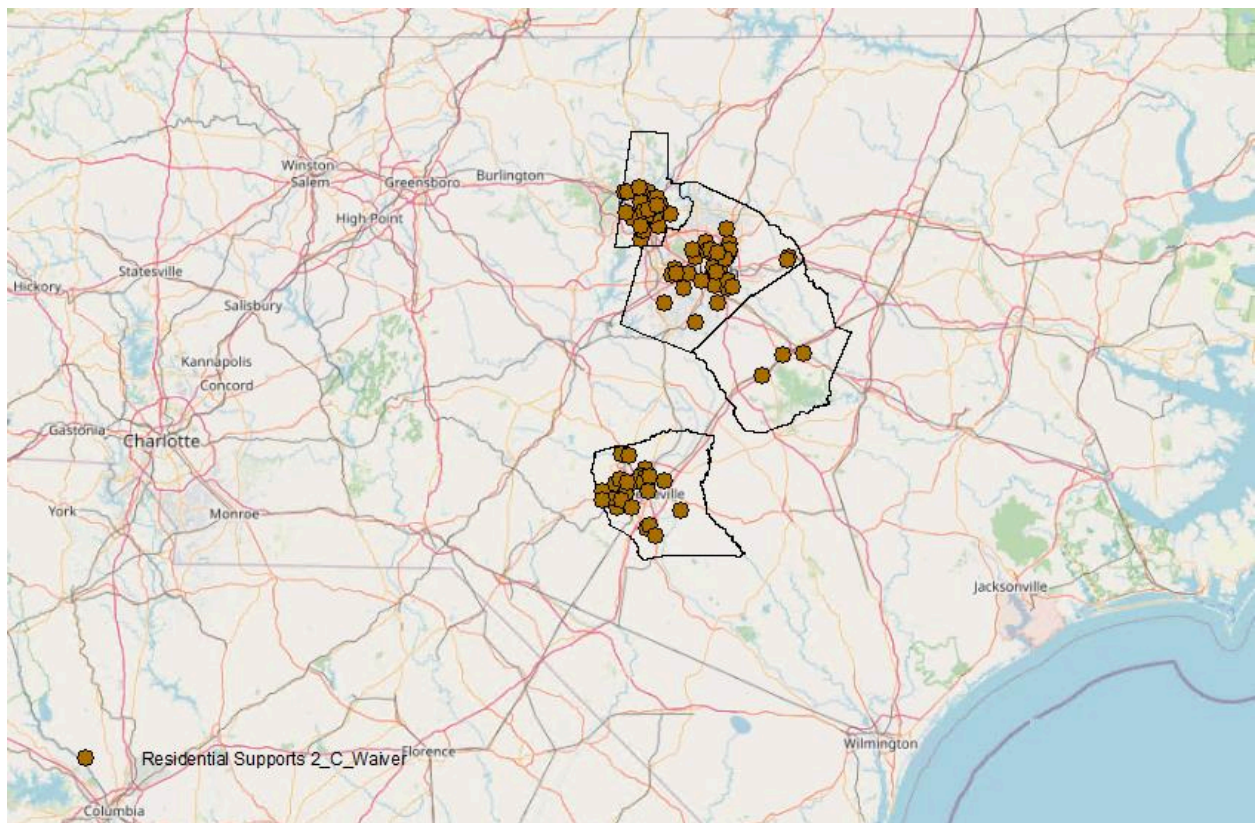 Winston
Salem
Greensboro
Burlington
High Point
Statesville
Hickory
Salisbury
Kannapolis
Concord
Gastonia
Charlotte
York
Monroe
Jacksonville
Wilmington
Florence
Residential Supports 2_C_Waiver
Columbia